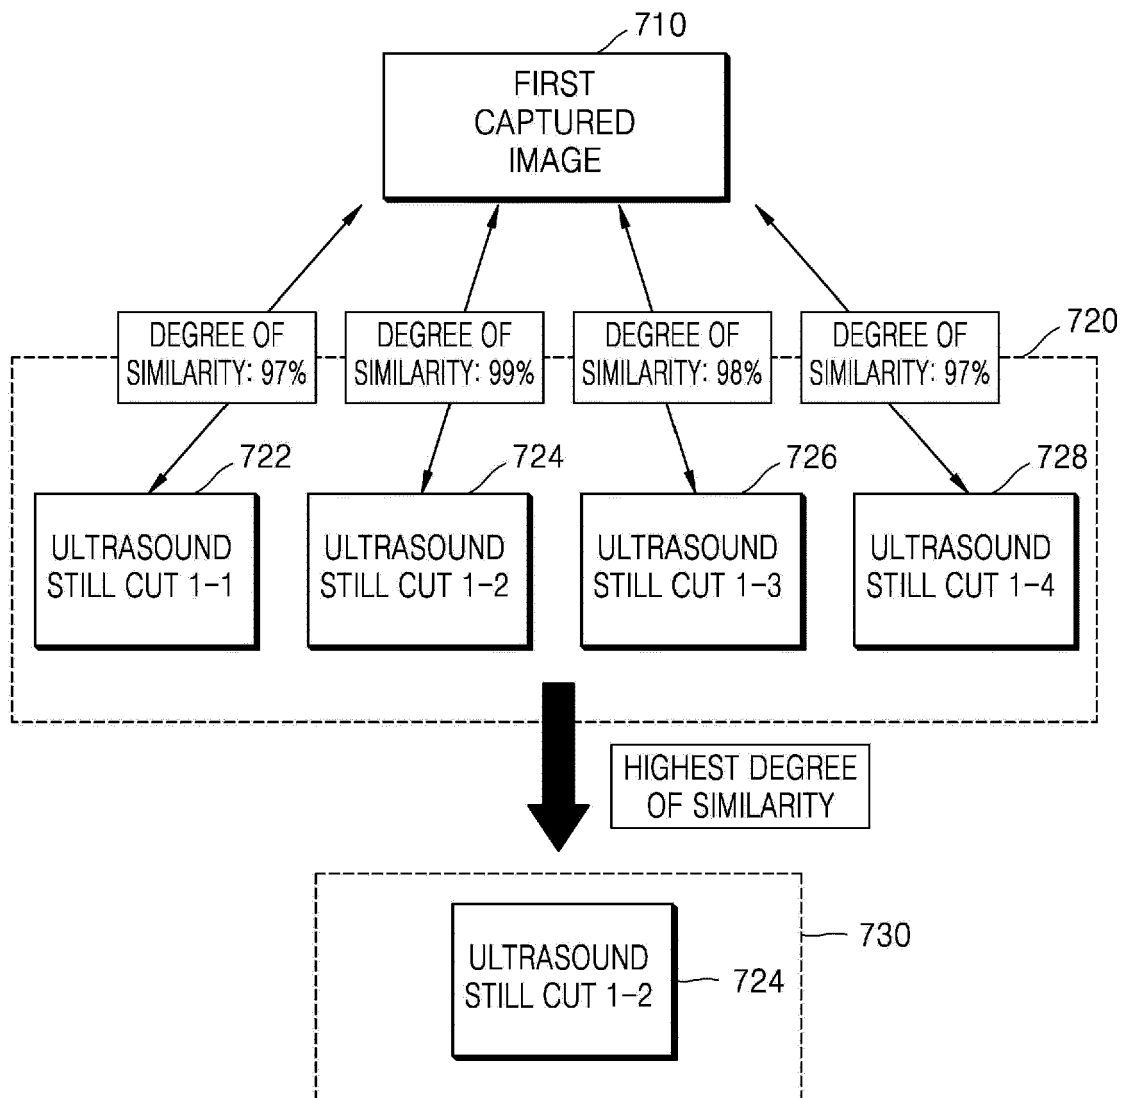 710
FIRST
CAPTURED
IMAGE
DEGREE OF
SIMILARITY: 97%
DEGREE OF
SIMILARITY: 99%
DEGREE OF
SIMILARITY: 98%
DEGREE OF
SIMILARITY: 97%
720
722
724
726
728
ULTRASOUND
STILL CUT 1-1
ULTRASOUND
STILL CUT 1-2
ULTRASOUND
STILL CUT 1-3
ULTRASOUND
STILL CUT 1-4
HIGHEST DEGREE
OF SIMILARITY
730
ULTRASOUND
STILL CUT 1-2
724